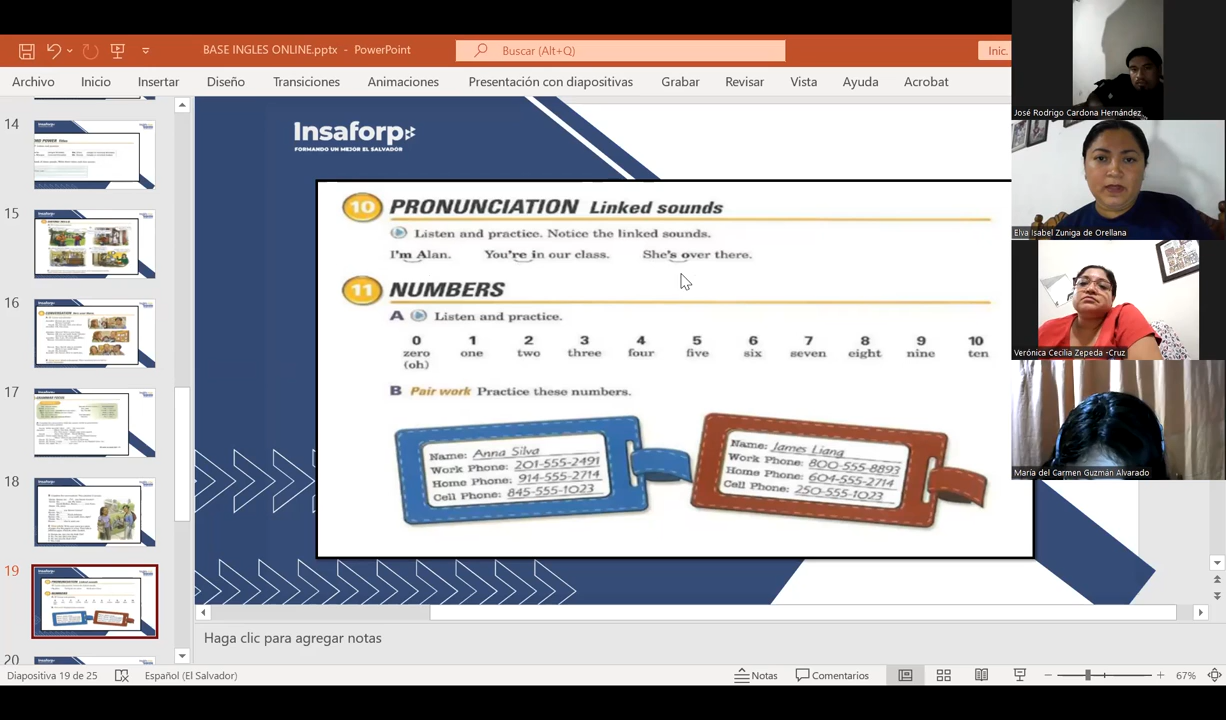 BASE INGLES ONLINE.pptx - PowerPoint
Buscar (Alt+Q)
Inic.
Archivo Inicio Insertar Diseño Transiciones Animaciones Presentación con diapositivas Grabar Revisar Vista Ayuda Acrobat
14
15
16
17
18
19
20
Insaforp
FORMANDO UN MEJOR EL SALVADOR
10 PRONUNCIATION Linked sounds
Listen and practice. Notice the linked sounds.
I'm Alan. You're in our class. She's over there.
11 NUMBERS
A Listen and practice.
0 1 2 3 4 5 6 7 8 9 10
zero one two three four five six seven eight nine ten
(oh)
B Pair work Practice these numbers.
Name: Anna Silva
Work Phone: 201-555-2491
Home Phone: 914-555-2714
Cell Phone: 845-555-1023
Name: James Liang
Work Phone: 800-555-8893
Home Phone: 604-555-2714
Cell Phone: 250-555-1023
José Rodrigo Cardona Hernández
Elva Isabel Zuniga de Orellana
Verónica Cecilia Zepeda -Cruz
María del Carmen Guzmán Alvarado
Haga clic para agregar notas
Diapositiva 19 de 25 Español (El Salvador) Notas Comentarios 67%